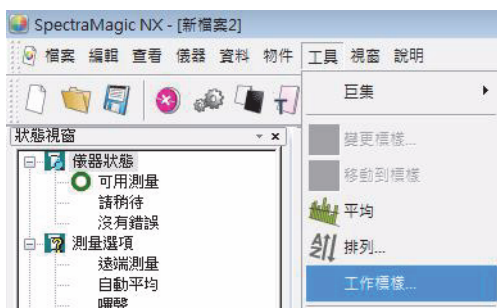 SpectraMagic NX - [新檔案2]
檔案 編輯 查看 儀器 資料 物件 工具 視窗 說明
巨集
狀態視窗
變更標樣...
儀器狀態
移動到標樣
可用測量
平均
請稍待
排列...
沒有錯誤
測量選項
工作標樣...
遠端測量
自動平均
嗶聲